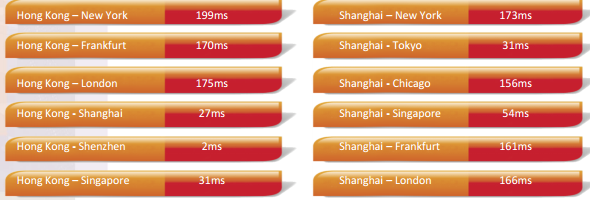 Hong Kong – New York 199ms
Hong Kong – Frankfurt 170ms
Hong Kong – London 175ms
Hong Kong - Shanghai 27ms
Hong Kong - Shenzhen 2ms
Hong Kong – Singapore 31ms
Shanghai – New York 173ms
Shanghai - Tokyo 31ms
Shanghai - Chicago 156ms
Shanghai - Singapore 54ms
Shanghai – Frankfurt 161ms
Shanghai – London 166ms